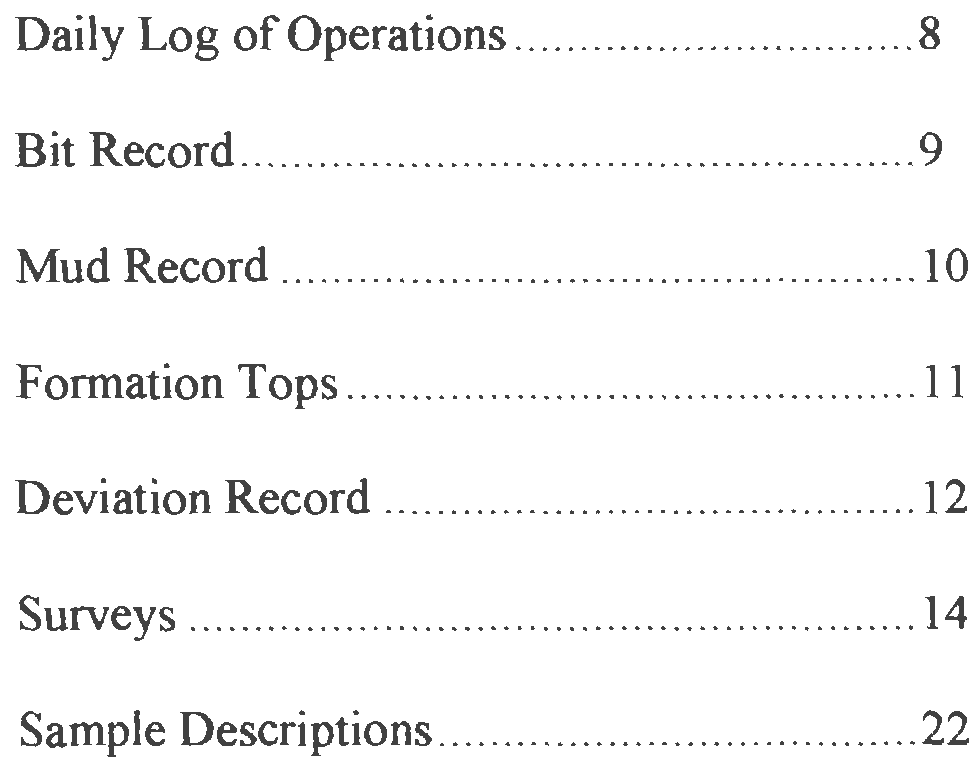 Daily Log of Operations..............................8
Bit Record....................................................9
Mud Record .................................................10
Formation Tops............................................11
Deviation Record .........................................12
Surveys ........................................................14
Sample Descriptions.....................................22